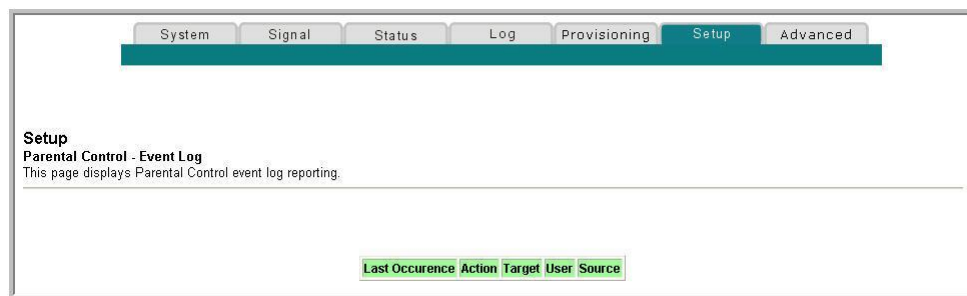 System Signal Status Log Provisioning Setup Advanced
Setup
Parental Control - Event Log
This page displays Parental Control event log reporting.
Last Occurence Action Target User Source